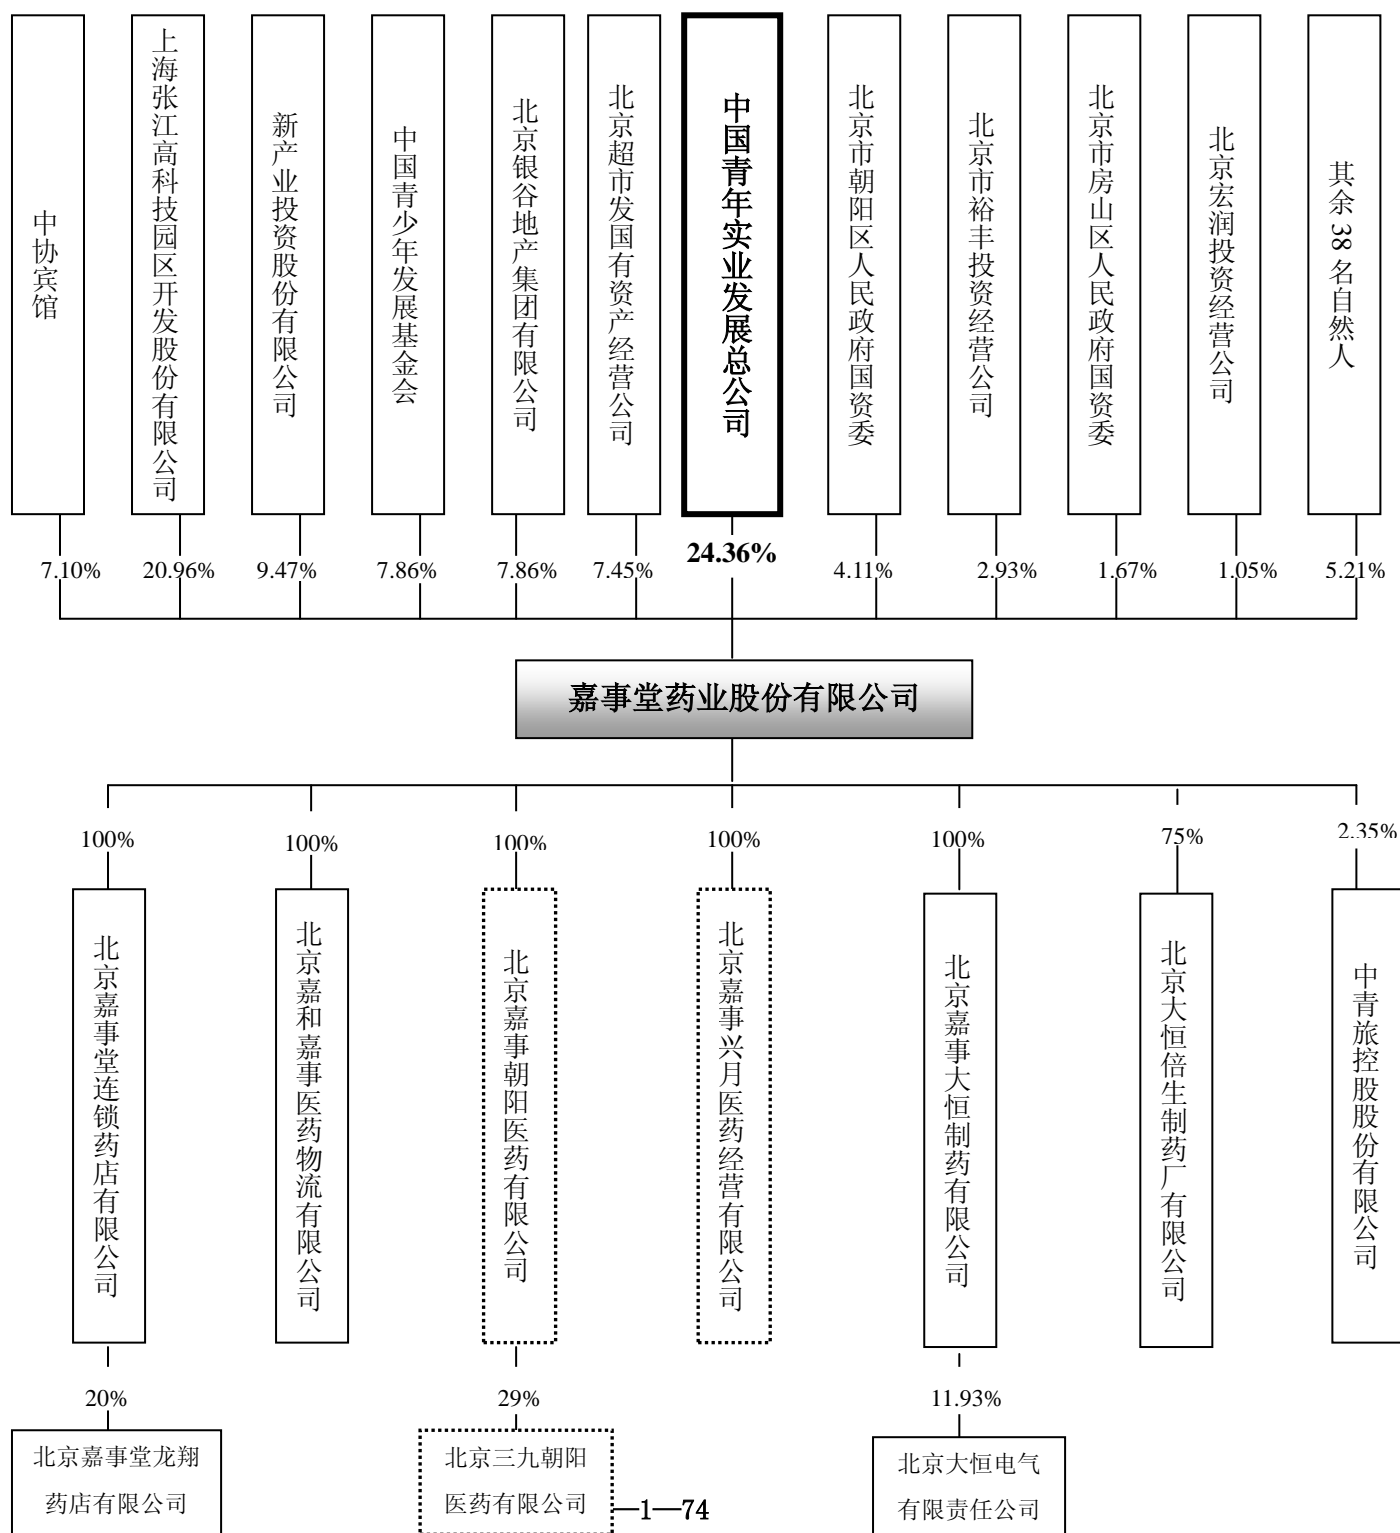 中协宾馆
上海张江高科技园区开发股份有限公司
新产业投资股份有限公司
中国青少年发展基金会
北京银谷地产集团有限公司
北京超市发国有资产经营公司
中国青年实业发展总公司
北京市朝阳区人民政府国资委
北京市裕丰投资经营公司
北京市房山区人民政府国资委
北京宏润投资经营公司
其余 38 名自然人
7.10%
20.96%
9.47%
7.86%
7.86%
7.45%
24.36%
4.11%
2.93%
1.67%
1.05%
5.21%
嘉事堂药业股份有限公司
100%
100%
100%
100%
100%
75%
2.35%
北京嘉事堂连锁药店有限公司
北京嘉和嘉事医药物流有限公司
北京嘉事朝阳医药有限公司
北京嘉事兴月医药经营有限公司
北京嘉事大恒制药有限公司
北京大恒倍生制药厂有限公司
中青旅控股股份有限公司
20%
29%
11.93%
北京嘉事堂龙翔
药店有限公司
北京三九朝阳
医药有限公司
北京大恒电气
有限责任公司
—1—74